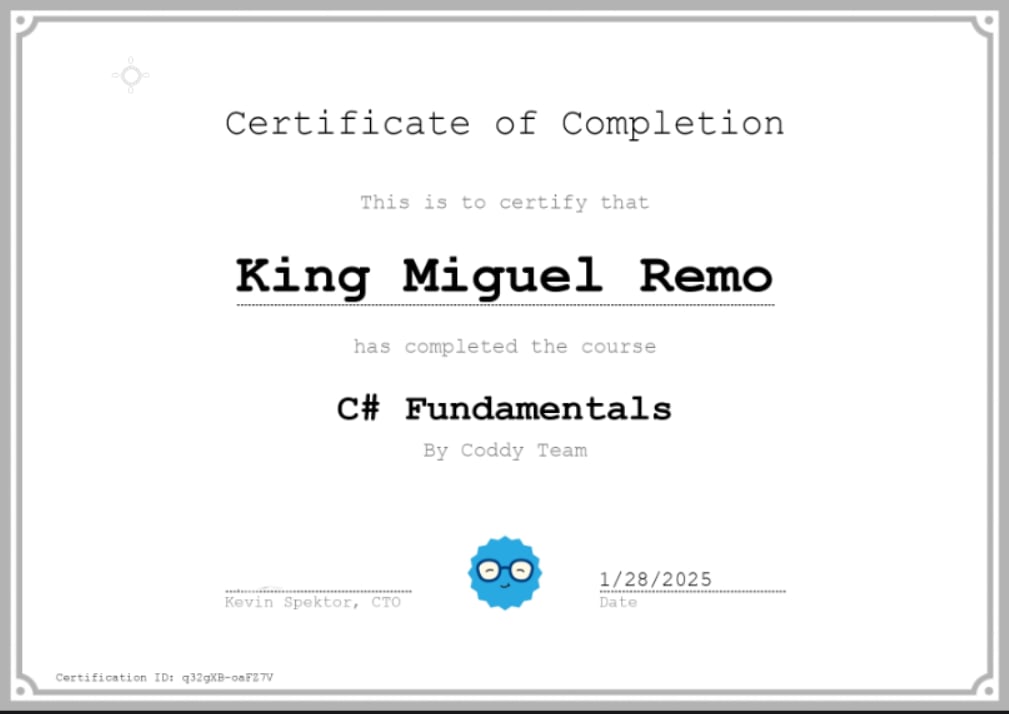 Certificate of Completion
This is to certify that
King Miguel Remo
has completed the course
C# Fundamentals
By Coddy Team
1/28/2025
Kevin Spektor, CTO
Date
Certification ID: q32gXB-oaFZ7V